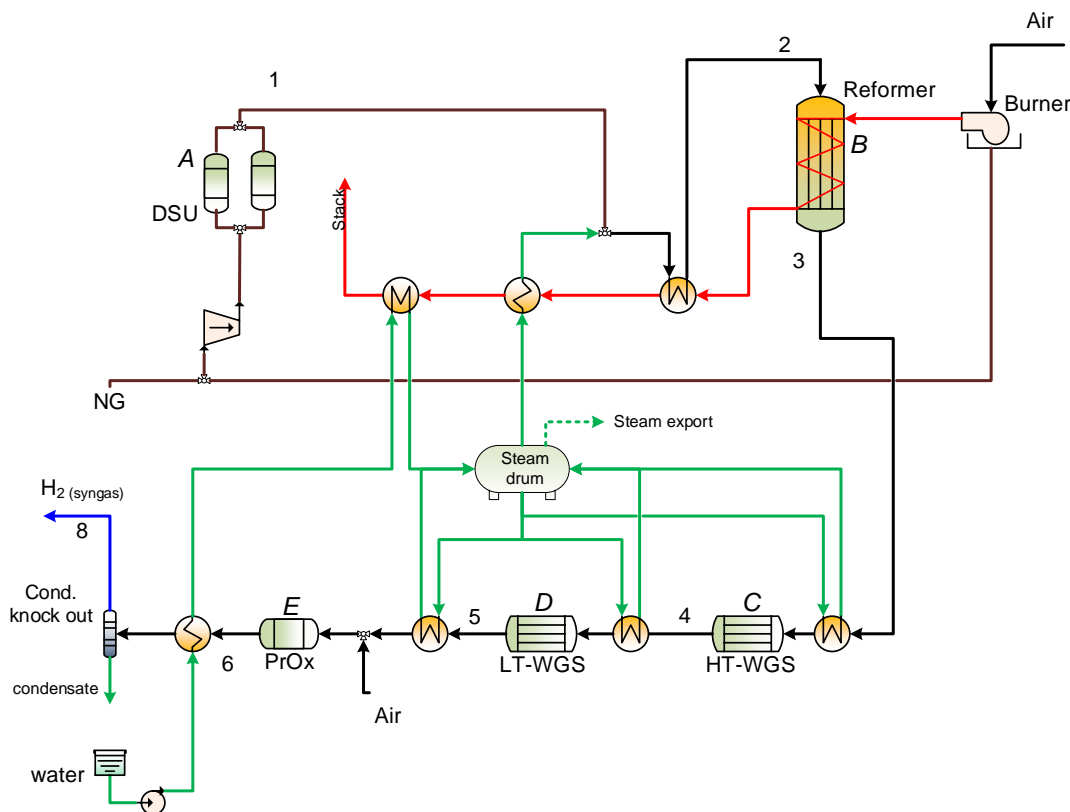 Air
2
1
Reformer
Burner
A
B
DSU
Stack
3
NG
Steam export
Steam
drum
H2 (syngas)
8
Cond.
knock out
E
5
D
4
C
6
PrOx
LT-WGS
HT-WGS
condensate
Air
water